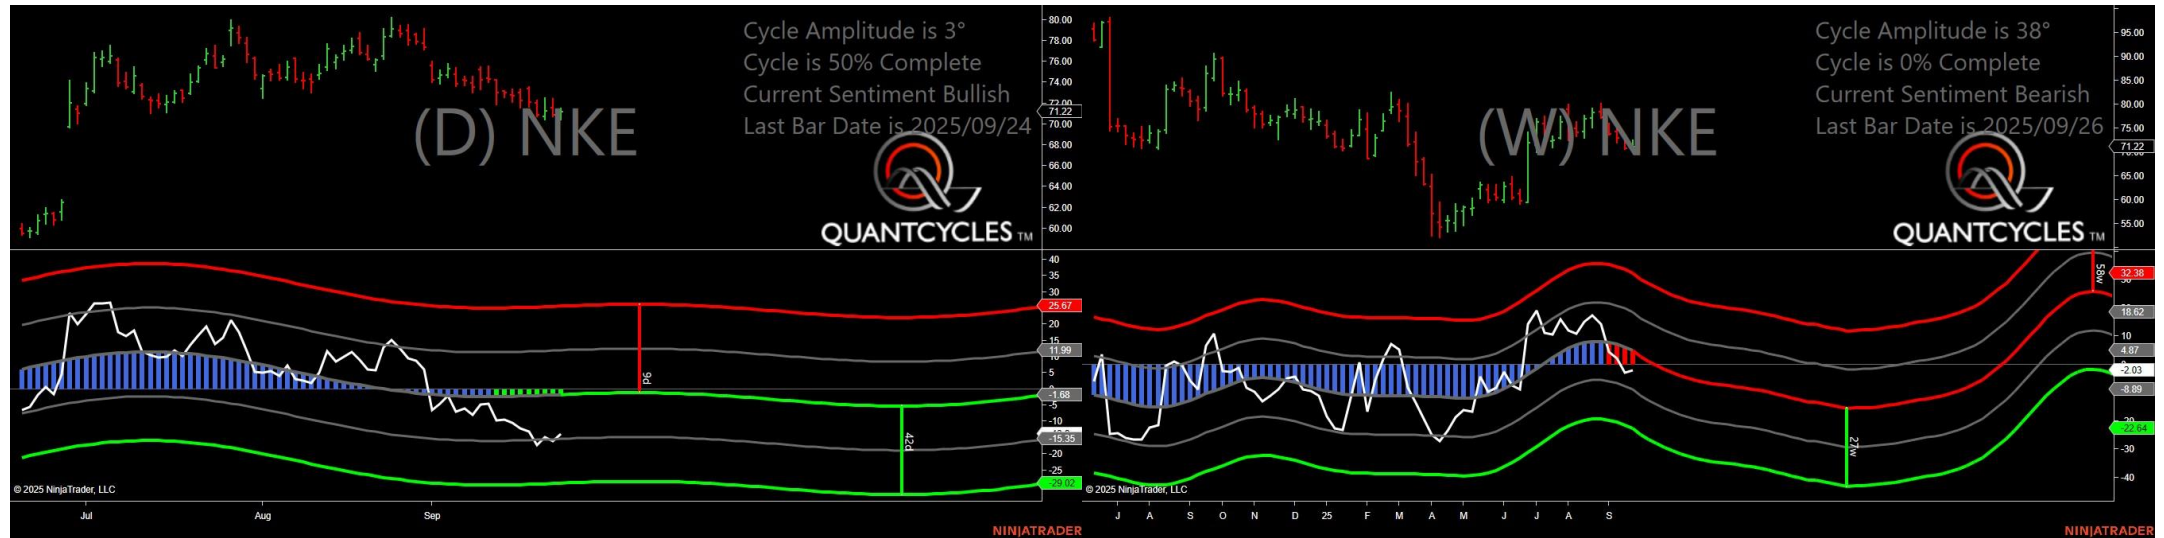 Cycle Amplitude is 3°
Cycle is 50% Complete
Current Sentiment Bullish
Last Bar Date is 2025/09/24
(D) NKE
QUANTCYCLES TM
80.00
78.00
76.00
74.00
72.00
71.22
70.00
68.00
66.00
64.00
62.00
60.00
40
35
30
25.67
20
15
11.99
10
5
-1.68
-5
-10
-15.35
-20
-25
-29.02
9d
42d
© 2025 NinjaTrader, LLC
Jul Aug Sep
NINJATRADER
Cycle Amplitude is 38°
Cycle is 0% Complete
Current Sentiment Bearish
Last Bar Date is 2025/09/26
(W) NKE
QUANTCYCLES TM
95.00
90.00
85.00
80.00
75.00
71.22
65.00
60.00
55.00
58w
32.38
30
18.62
10
4.87
-2.03
-8.89
-20
-22.64
-30
-40
27w
© 2025 NinjaTrader, LLC
J A S O N D 25 F M A M J J A S
NINJATRADER